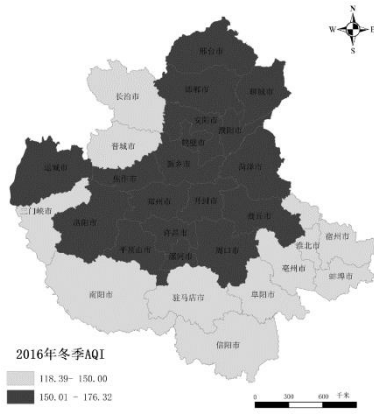 N
W E
S
邢台市
邯郸市
聊城市
长治市
安阳市
濮阳市
鹤壁市
晋城市
新乡市
菏泽市
运城市
焦作市
三门峡市
洛阳市
郑州市
开封市
商丘市
许昌市
平顶山市
漯河市
周口市
淮北市
宿州市
亳州市
蚌埠市
南阳市
驻马店市
阜阳市
信阳市
2016年冬季AQI
118.39- 150.00
150.01 - 176.32
0 300 600 千米